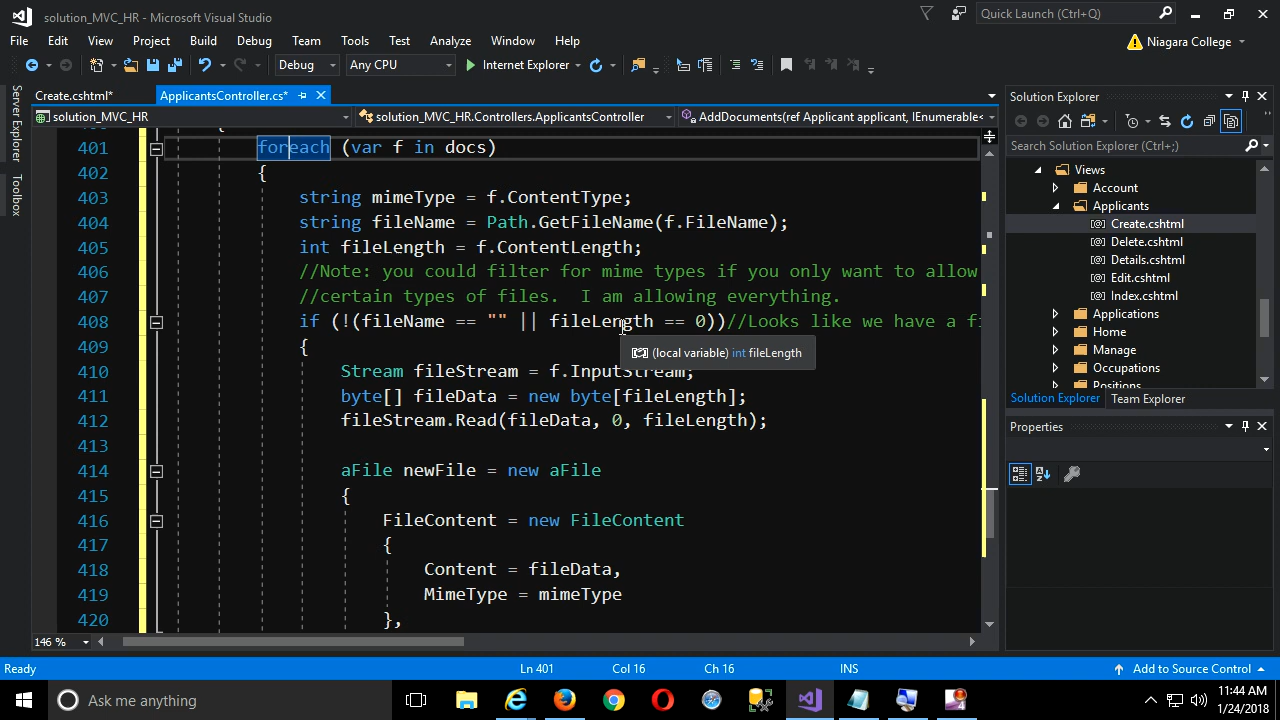 solution_MVC_HR - Microsoft Visual Studio
Quick Launch (Ctrl+Q)
File Edit View Project Build Debug Team Tools Test Analyze Window Help
Niagara College
Debug Any CPU Internet Explorer
Server Explorer
Toolbox
Create.cshtml* ApplicantsController.cs*
solution_MVC_HR solution_MVC_HR.Controllers.ApplicantsController AddDocuments(ref Applicant applicant, IEnumerable<
401 foreach (var f in docs)
402 {
403 string mimeType = f.ContentType;
404 string fileName = Path.GetFileName(f.FileName);
405 int fileLength = f.ContentLength;
406 //Note: you could filter for mime types if you only want to allow
407 //certain types of files.  I am allowing everything.
408 if (!(fileName == "" || fileLength == 0))//Looks like we have a fi
409 {
(local variable) int fileLength
410 Stream fileStream = f.InputStream;
411 byte[] fileData = new byte[fileLength];
412 fileStream.Read(fileData, 0, fileLength);
413
414 aFile newFile = new aFile
415 {
416 FileContent = new FileContent
417 {
418 Content = fileData,
419 MimeType = mimeType
420 },
146 %
Solution Explorer
Search Solution Explorer (Ctrl+;)
Views
Account
Applicants
Create.cshtml
Delete.cshtml
Details.cshtml
Edit.cshtml
Index.cshtml
Applications
Home
Manage
Occupations
Positions
Solution Explorer Team Explorer
Properties
Ready Ln 401 Col 16 Ch 16 INS Add to Source Control
Ask me anything
11:44 AM
1/24/2018